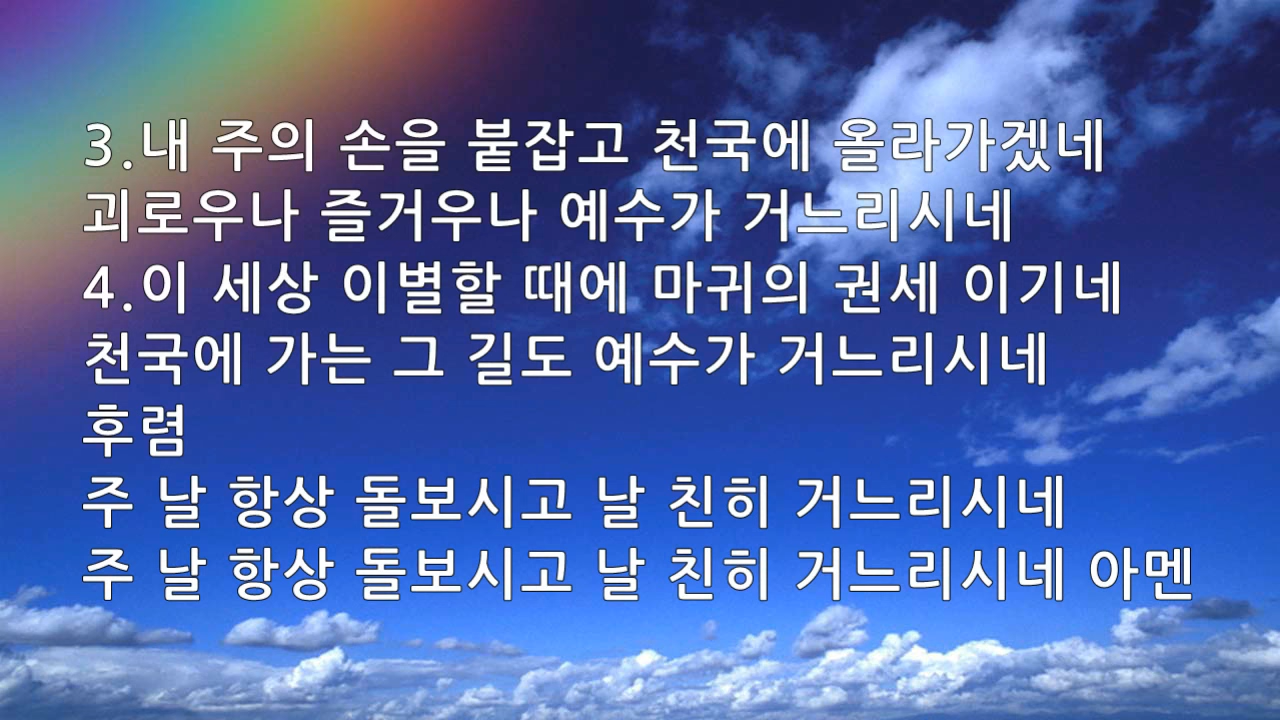 3.내 주의 손을 붙잡고 천국에 올라가겠네
괴로우나 즐거우나 예수가 거느리시네
4.이 세상 이별할 때에 마귀의 권세 이기네
천국에 가는 그 길도 예수가 거느리시네
후렴
주 날 항상 돌보시고 날 친히 거느리시네
주 날 항상 돌보시고 날 친히 거느리시네 아멘